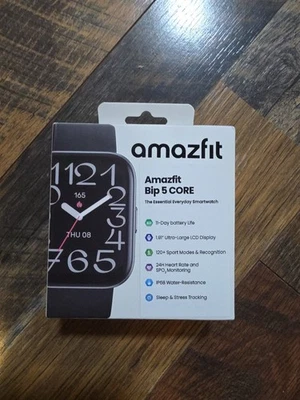 amazfit
Amazfit
Bip 5 CORE
The Essential Everyday Smartwatch
11-Day Battery Life
1.91" Ultra-Large LCD Display
120+ Sport Modes & Recognition
24H Heart Rate and
SPO₂ Monitoring
IP68 Water-Resistance
Sleep & Stress Tracking
11 12 1
165
2
3
THU 08
4
8 7 6 5